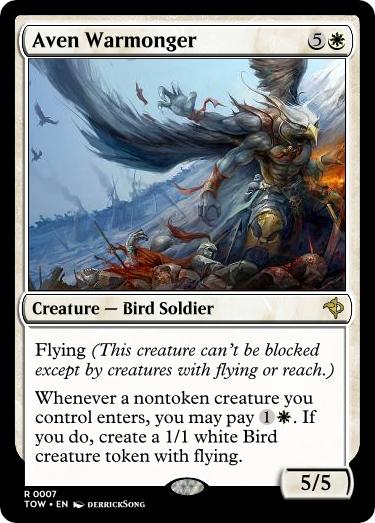 Aven Warmonger 5
Creature — Bird Soldier
Flying (This creature can't be blocked
except by creatures with flying or reach.)
Whenever a nontoken creature you
control enters, you may pay 1 . If
you do, create a 1/1 white Bird
creature token with flying.
5/5
R 0007
TOW • EN DERRICKSONG